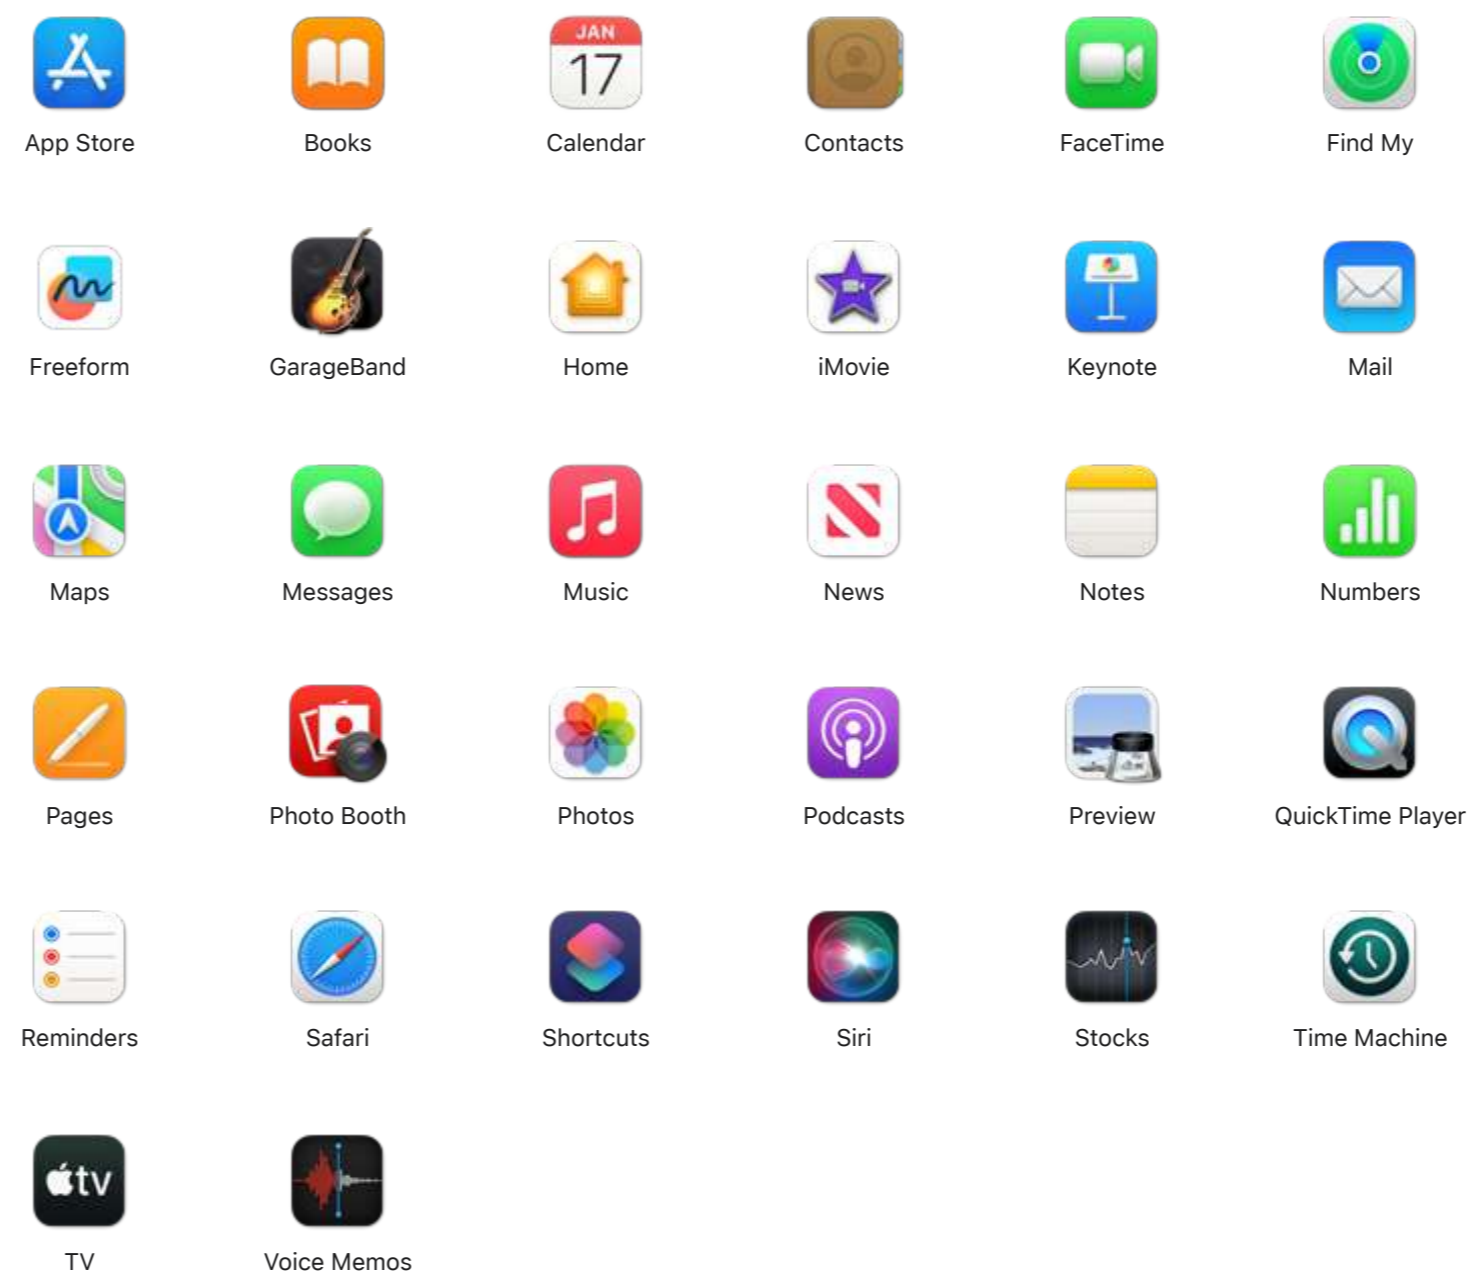 JAN
17
App Store
Books
Calendar
Contacts
FaceTime
Find My
Freeform
GarageBand
Home
iMovie
Keynote
Mail
Maps
Messages
Music
News
Notes
Numbers
Pages
Photo Booth
Photos
Podcasts
Preview
QuickTime Player
Reminders
Safari
Shortcuts
Siri
Stocks
Time Machine
tv
TV
Voice Memos